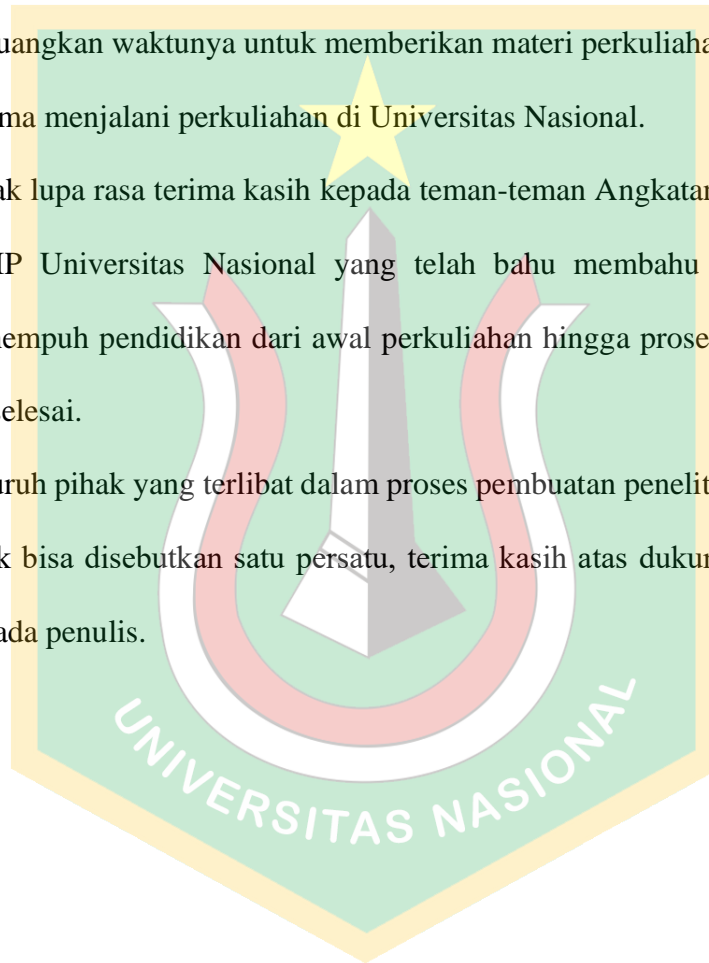 uangkan waktunya untuk memberikan materi perkuliaha
ma menjalani perkuliahan di Universitas Nasional.
ak lupa rasa terima kasih kepada teman-teman Angkatan
IP Universitas Nasional yang telah bahu membahu
empuh pendidikan dari awal perkuliahan hingga prose
selesai.
uruh pihak yang terlibat dalam proses pembuatan penelit
k bisa disebutkan satu persatu, terima kasih atas dukun
ada penulis.
UNIVERSITAS NASIONAL